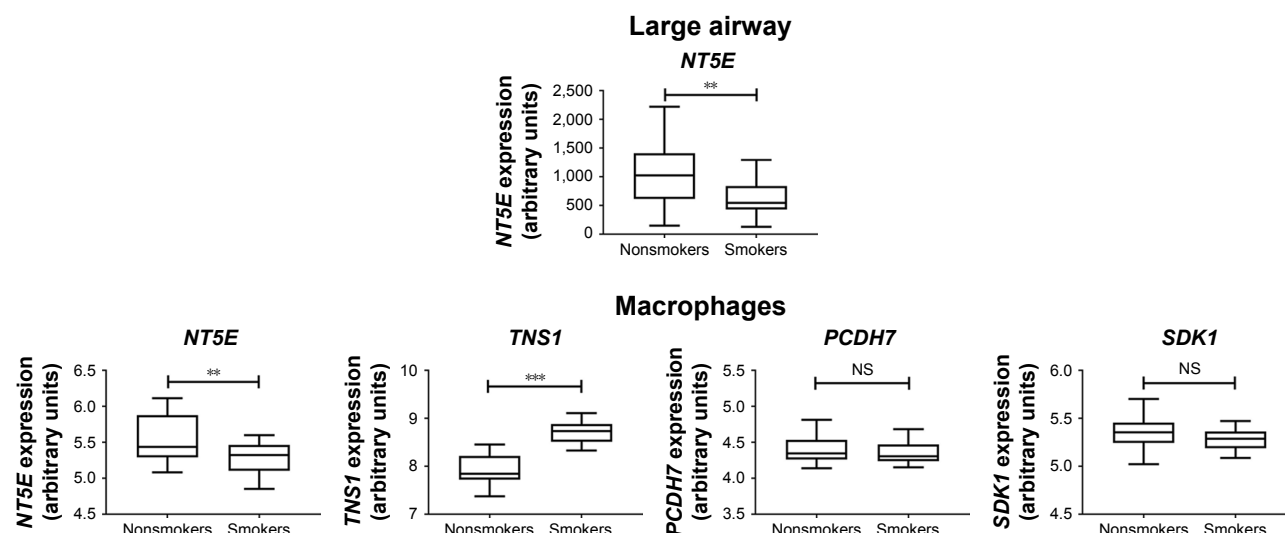 Large airway
NT5E
**
NT5E expression
(arbitrary units)
2,500
2,000
1,500
1,000
500
0
Nonsmokers Smokers
Macrophages
NT5E
**
NT5E expression
(arbitrary units)
6.5
6.0
5.5
5.0
4.5
Nonsmokers Smokers
TNS1
***
TNS1 expression
(arbitrary units)
10
9
8
7
Nonsmokers Smokers
PCDH7
NS
PCDH7 expression
(arbitrary units)
5.5
5.0
4.5
4.0
3.5
Nonsmokers Smokers
SDK1
NS
SDK1 expression
(arbitrary units)
6.0
5.5
5.0
4.5
Nonsmokers Smokers